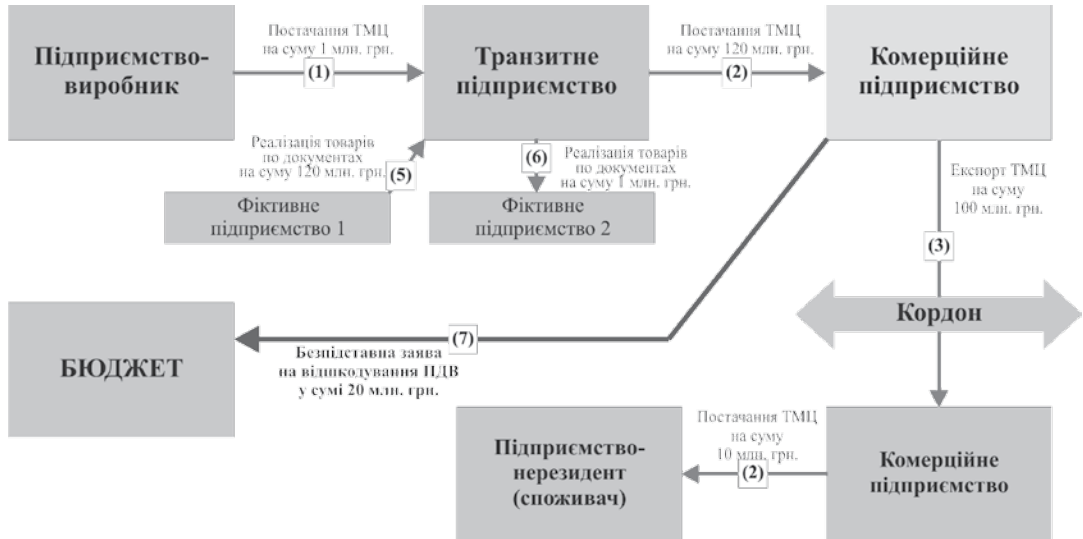 Підприємство-
виробник
Постачання ТМЦ
на суму 1 млн. грн.
(1)
Транзитне
підприємство
Постачання ТМЦ
на суму 120 млн. грн.
(2)
Комерційне
підприємство
Реалізація товарів
по документах
на суму 120 млн. грн.
(5)
(6)
Реалізація товарів
по документах
на суму 1 млн. грн.
Експорт ТМЦ
на суму
100 млн. грн.
Фіктивне
підприємство 1
Фіктивне
підприємство 2
(3)
Кордон
БЮДЖЕТ
(7)
Безпідставна заява
на відшкодування ПДВ
у сумі 20 млн. грн.
Підприємство-
нерезидент
(споживач)
Постачання ТМЦ
на суму
10 млн. грн.
(2)
Комерційне
підприємство